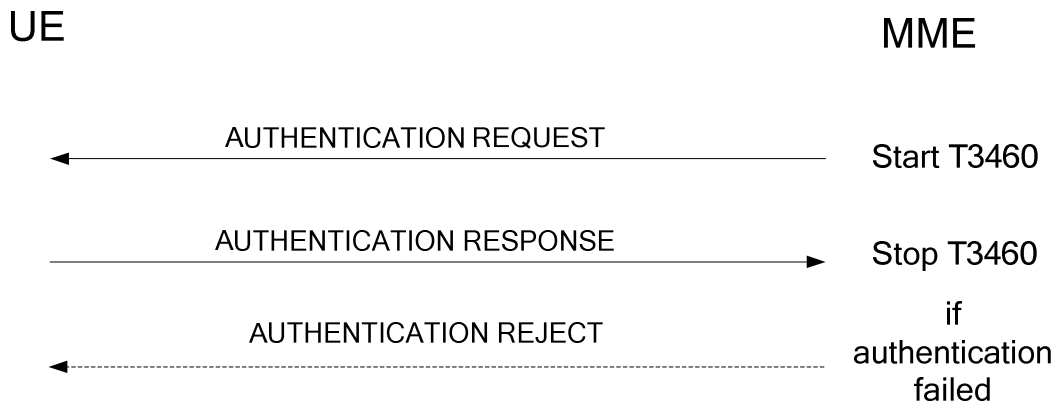 UE
MME
AUTHENTICATION REQUEST
Start T3460
AUTHENTICATION RESPONSE
Stop T3460
AUTHENTICATION REJECT
if
authentication
failed